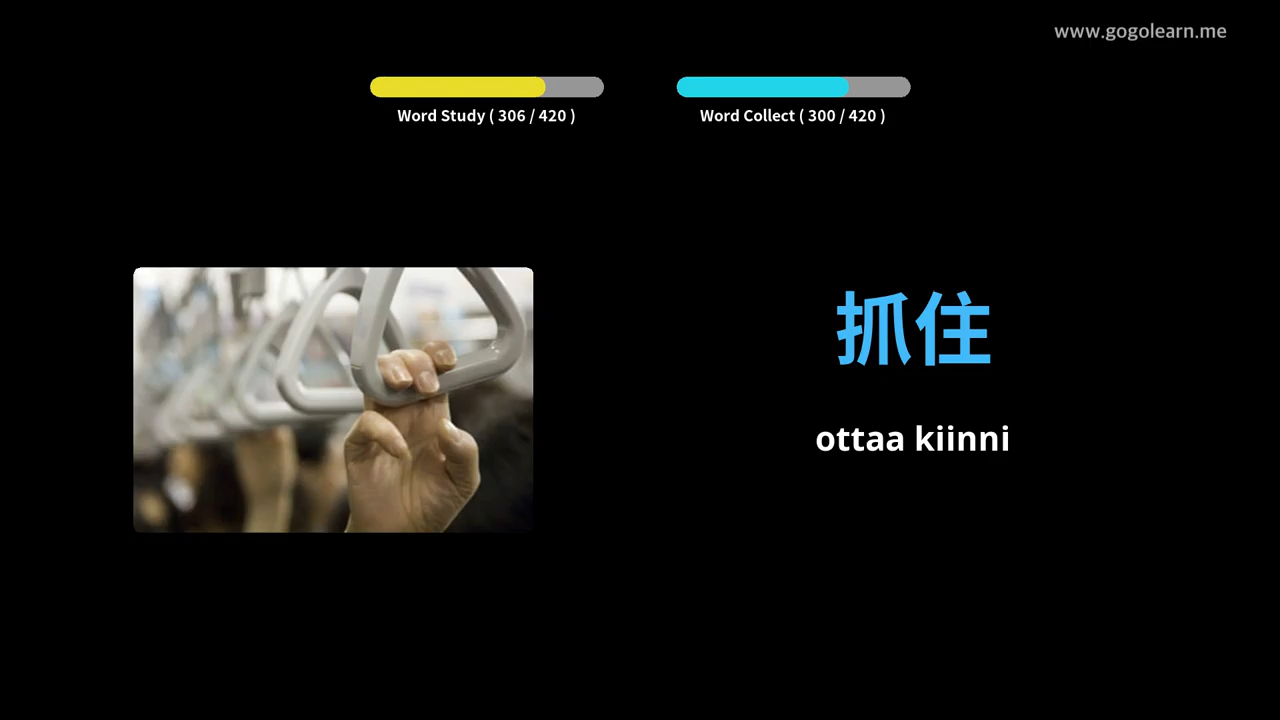 www.gogolearn.me
Word Study ( 306 / 420 )
Word Collect ( 300 / 420 )
抓住
ottaa kiinni